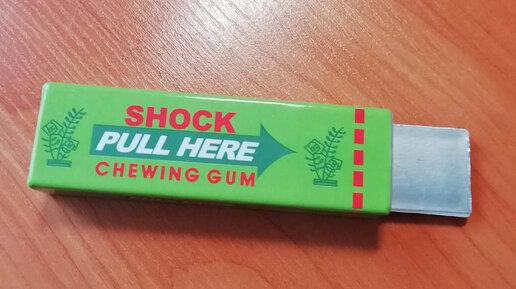 SHOCK
PULL HERE
CHEWING GUM